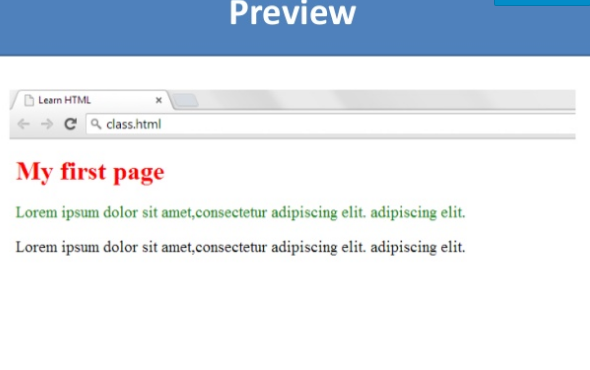 Preview
Learn HTML
class.html
My first page
Lorem ipsum dolor sit amet,consectetur adipiscing elit. adipiscing elit.
Lorem ipsum dolor sit amet,consectetur adipiscing elit. adipiscing elit.